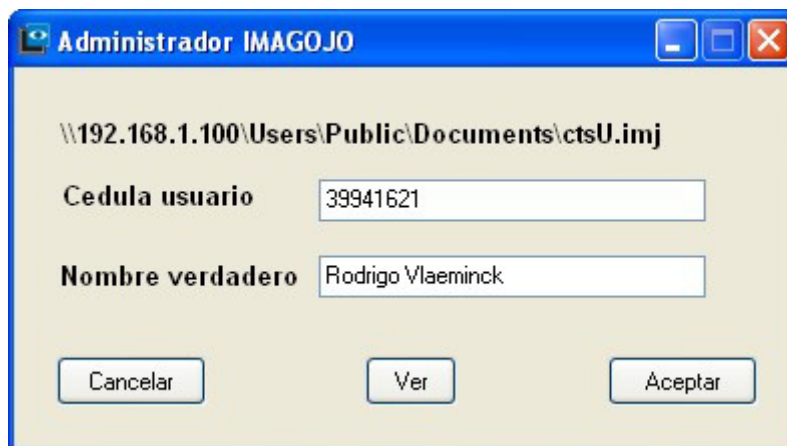 Administrador IMAGOJO
\\192.168.1.100\Users\Public\Documents\ctsU.imj
Cedula usuario 39941621
Nombre verdadero Rodrigo Vlaeminck
Cancelar Ver Aceptar